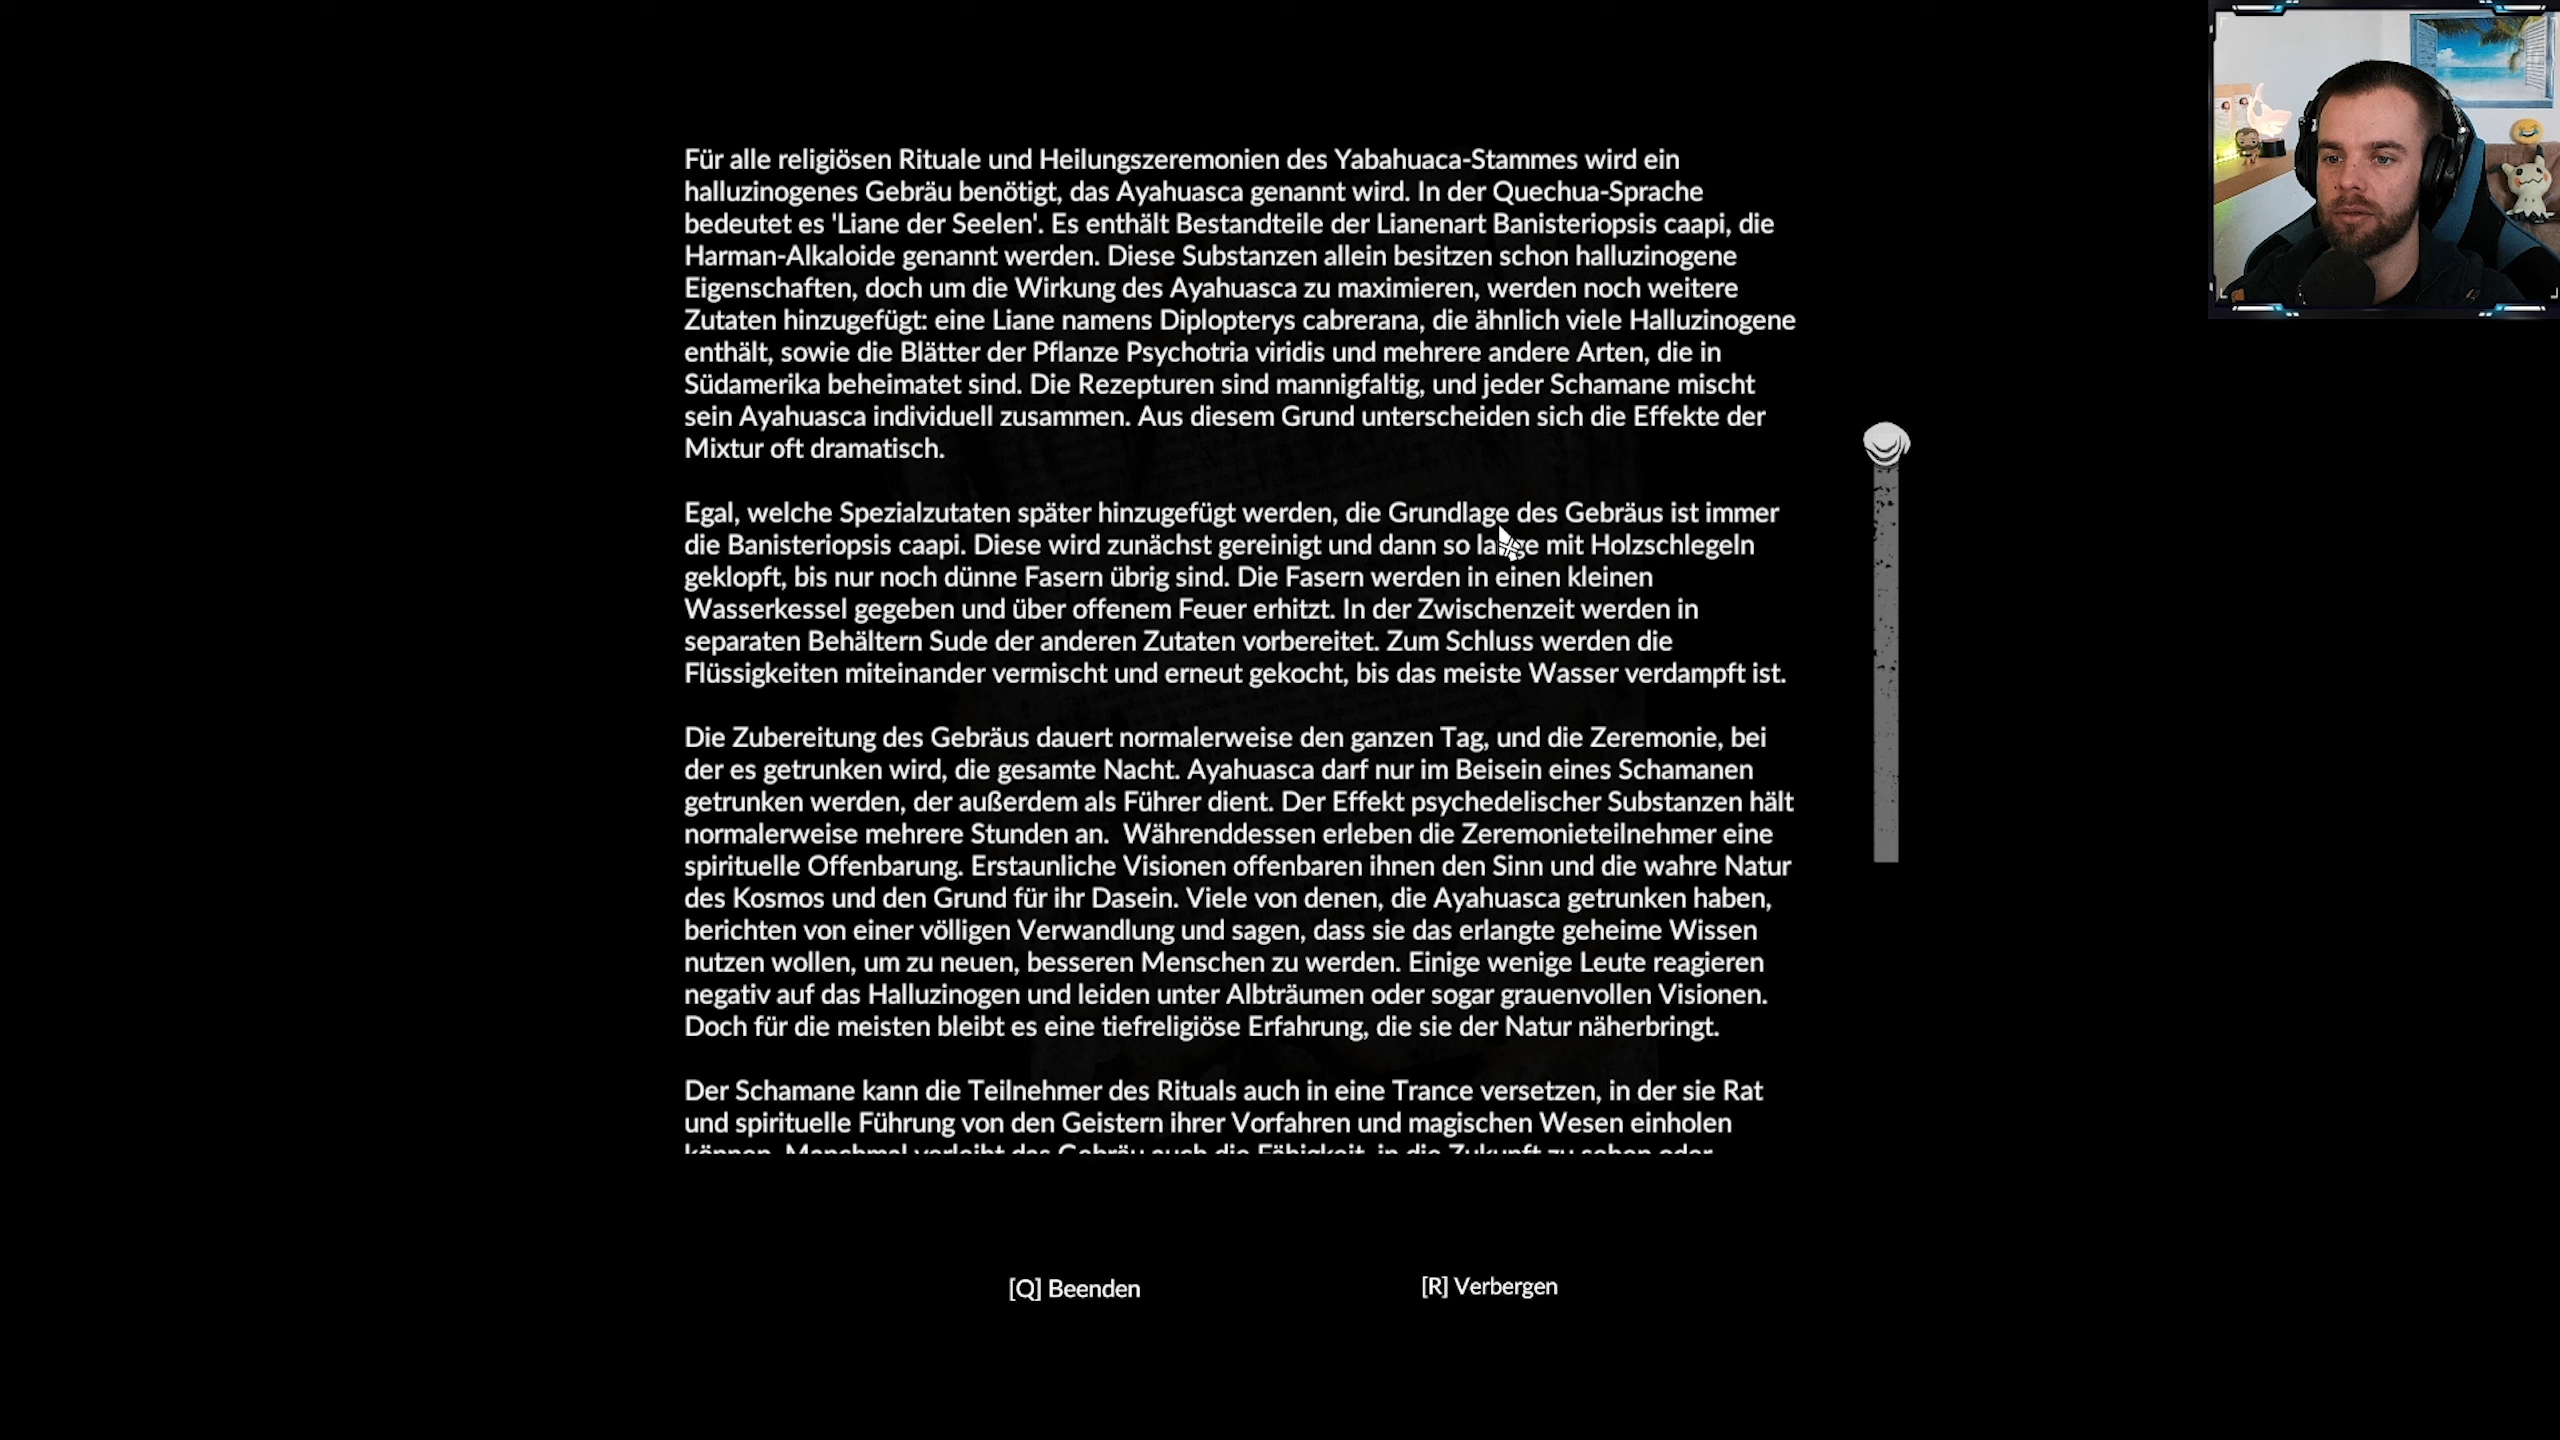 Für alle religiösen Rituale und Heilungszeremonien des Yabahuaca-Stammes wird ein
halluzinogenes Gebräu benötigt, das Ayahuasca genannt wird. In der Quechua-Sprache
bedeutet es 'Liane der Seelen'. Es enthält Bestandteile der Lianenart Banisteriopsis caapi, die
Harman-Alkaloide genannt werden. Diese Substanzen allein besitzen schon halluzinogene
Eigenschaften, doch um die Wirkung des Ayahuasca zu maximieren, werden noch weitere
Zutaten hinzugefügt: eine Liane namens Diplopterys cabrerana, die ähnlich viele Halluzinogene
enthält, sowie die Blätter der Pflanze Psychotria viridis und mehrere andere Arten, die in
Südamerika beheimatet sind. Die Rezepturen sind mannigfaltig, und jeder Schamane mischt
sein Ayahuasca individuell zusammen. Aus diesem Grund unterscheiden sich die Effekte der
Mixtur oft dramatisch.
Egal, welche Spezialzutaten später hinzugefügt werden, die Grundlage des Gebräus ist immer
die Banisteriopsis caapi. Diese wird zunächst gereinigt und dann so lange mit Holzschlegeln
geklopft, bis nur noch dünne Fasern übrig sind. Die Fasern werden in einen kleinen
Wasserkessel gegeben und über offenem Feuer erhitzt. In der Zwischenzeit werden in
separaten Behältern Sude der anderen Zutaten vorbereitet. Zum Schluss werden die
Flüssigkeiten miteinander vermischt und erneut gekocht, bis das meiste Wasser verdampft ist.
Die Zubereitung des Gebräus dauert normalerweise den ganzen Tag, und die Zeremonie, bei
der es getrunken wird, die gesamte Nacht. Ayahuasca darf nur im Beisein eines Schamanen
getrunken werden, der außerdem als Führer dient. Der Effekt psychedelischer Substanzen hält
normalerweise mehrere Stunden an.  Währenddessen erleben die Zeremonieteilnehmer eine
spirituelle Offenbarung. Erstaunliche Visionen offenbaren ihnen den Sinn und die wahre Natur
des Kosmos und den Grund für ihr Dasein. Viele von denen, die Ayahuasca getrunken haben,
berichten von einer völligen Verwandlung und sagen, dass sie das erlangte geheime Wissen
nutzen wollen, um zu neuen, besseren Menschen zu werden. Einige wenige Leute reagieren
negativ auf das Halluzinogen und leiden unter Albträumen oder sogar grauenvollen Visionen.
Doch für die meisten bleibt es eine tiefreligiöse Erfahrung, die sie der Natur näherbringt.
Der Schamane kann die Teilnehmer des Rituals auch in eine Trance versetzen, in der sie Rat
und spirituelle Führung von den Geistern ihrer Vorfahren und magischen Wesen einholen
können. Manchmal verleiht das Gebräu auch die Fähigkeit, in die Zukunft zu sehen oder
[Q] Beenden
[R] Verbergen